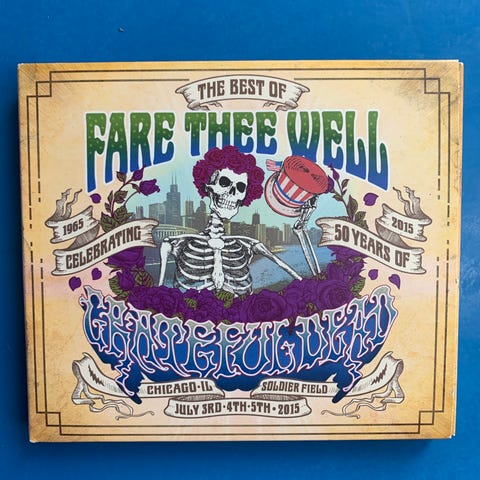 THE BEST OF
FARE THEE WELL
1965
2015
CELEBRATING
50 YEARS OF
GRATEFUL DEAD
CHICAGO·IL
SOLDIER FIELD
JULY 3RD·4TH·5TH·2015